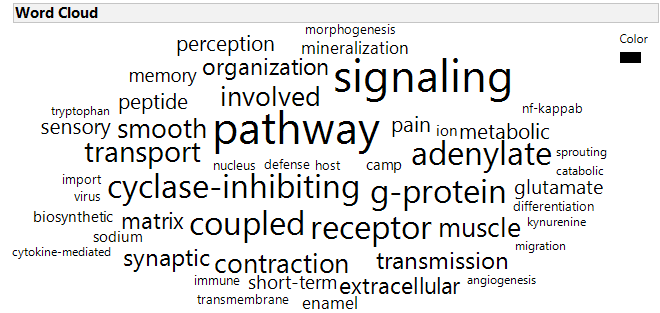 Word Cloud
morphogenesis
Color
perception mineralization
memory organization signaling
peptide involved
tryptophan nf-kappab
sensory smooth pathway pain ion metabolic
transport adenylate sprouting
nucleus defense host camp catabolic
import cyclase-inhibiting g-protein glutamate
virus differentiation
biosynthetic matrix coupled receptor muscle kynurenine
sodium
cytokine-mediated synaptic contraction transmission migration
immune short-term extracellular angiogenesis
transmembrane enamel